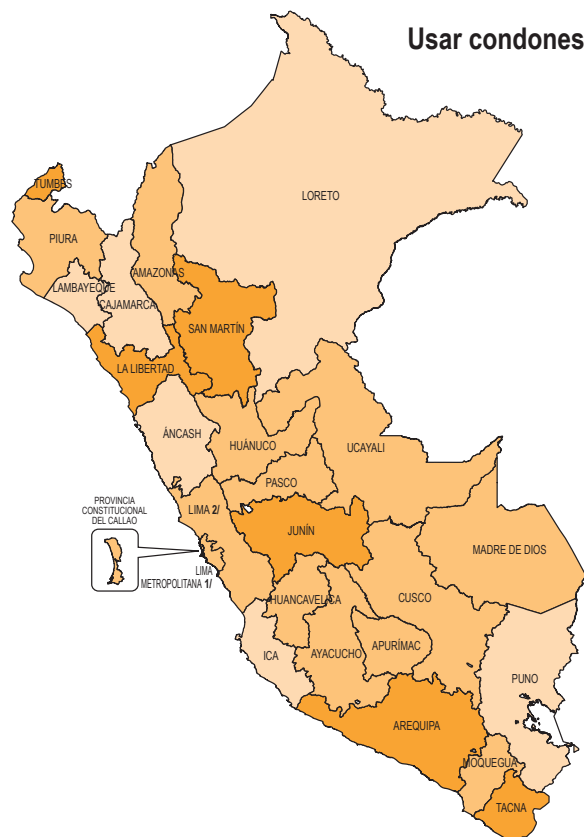 Usar condones
LORETO
TUMBES
PIURA
AMAZONAS
LAMBAYEQUE
CAJAMARCA
SAN MARTÍN
LA LIBERTAD
ÁNCASH
HUÁNUCO
UCAYALI
PASCO
PROVINCIA
CONSTITUCIONAL
DEL CALLAO
LIMA 2/
JUNÍN
MADRE DE DIOS
LIMA
METROPOLITANA 1/
HUANCAVELICA
CUSCO
ICA
AYACUCHO
APURÍMAC
PUNO
AREQUIPA
MOQUEGUA
TACNA